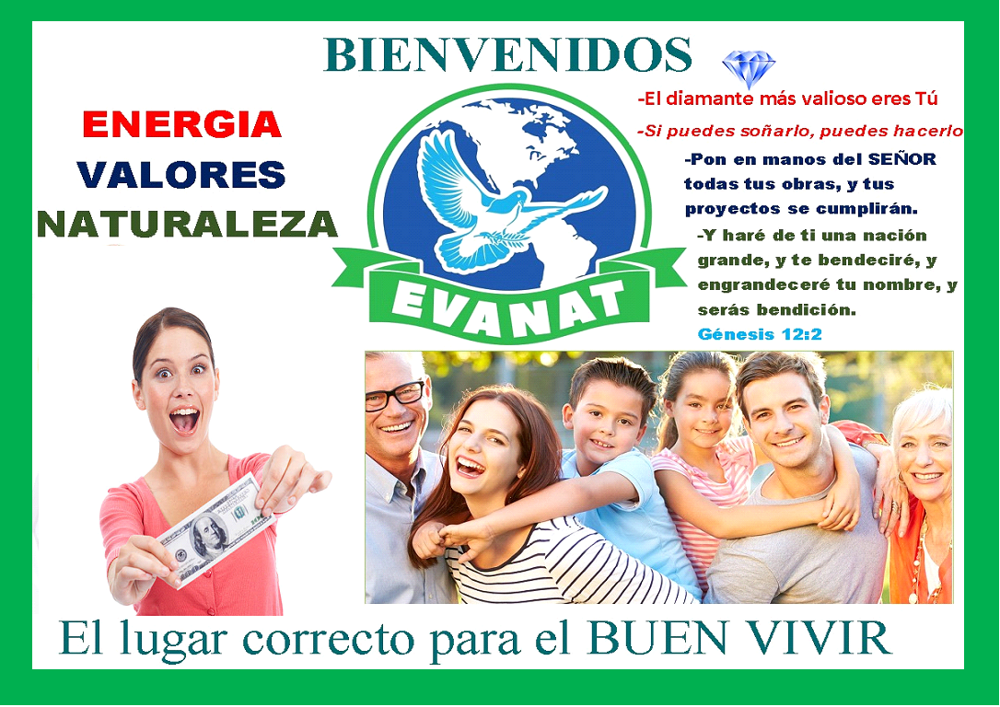 BIENVENIDOS
ENERGIA
VALORES
NATURALEZA
EVANAT
-El diamante más valioso eres Tú
-Si puedes soñarlo, puedes hacerlo
-Pon en manos del SEÑOR
todas tus obras, y tus
proyectos se cumplirán.
-Y haré de ti una nación
grande, y te bendeciré, y
engrandeceré tu nombre, y
serás bendición.
Génesis 12:2
El lugar correcto para el BUEN VIVIR